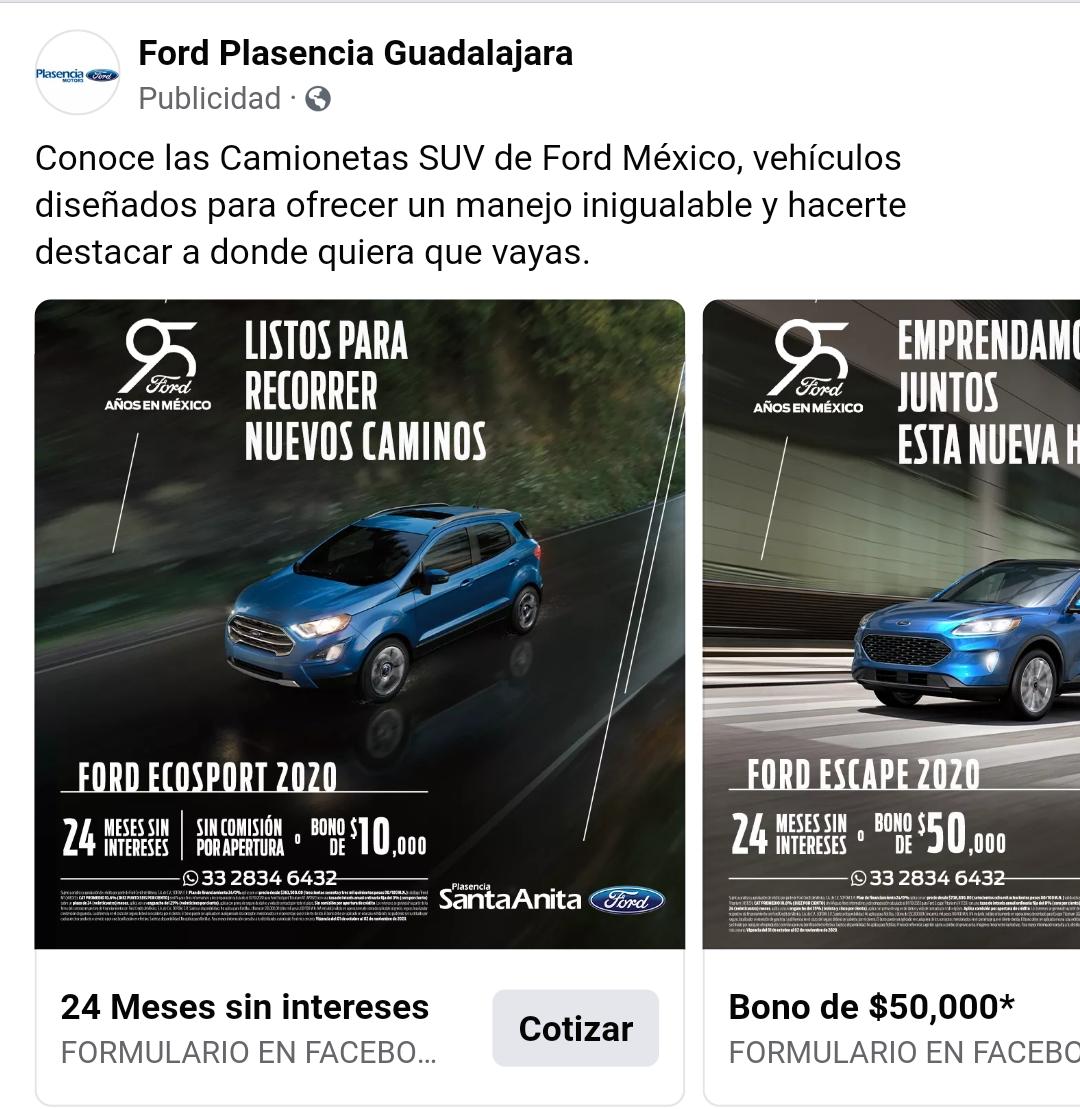 Plasencia
MOTORS
Ford
Ford Plasencia Guadalajara
Publicidad ·
Conoce las Camionetas SUV de Ford México, vehículos
diseñados para ofrecer un manejo inigualable y hacerte
destacar a donde quiera que vayas.
95
Ford
AÑOS EN MÉXICO
LISTOS PARA
RECORRER
NUEVOS CAMINOS
FORD ECOSPORT 2020
24 MESES SIN INTERESES | SIN COMISIÓN POR APERTURA o BONO DE $10,000
33 2834 6432
Plasencia
SantaAnita Ford
24 Meses sin intereses
FORMULARIO EN FACEBO...
Cotizar
95
Ford
AÑOS EN MÉXICO
EMPRENDAMO
JUNTOS
ESTA NUEVA H
FORD ESCAPE 2020
24 MESES SIN INTERESES o BONO DE $50,000
33 2834 6432
Bono de $50,000*
FORMULARIO EN FACEBO